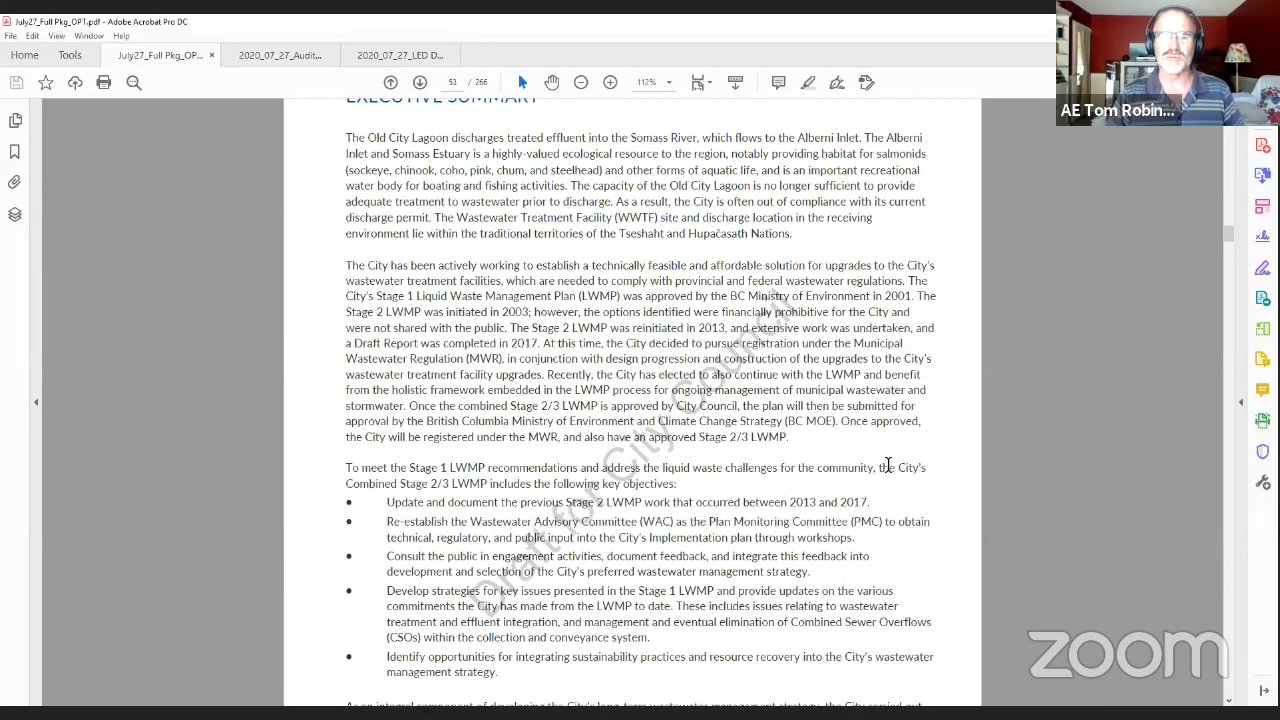 July27_Full Pkg_OPT.pdf - Adobe Acrobat Pro DC
File Edit View Window Help
Home Tools July27_Full Pkg_OP... × 2020_07_27_Audit... 2020_07_27_LED D...
53 / 266 112%
EXECUTIVE SUMMARY
The Old City Lagoon discharges treated effluent into the Somass River, which flows to the Alberni Inlet. The Alberni
Inlet and Somass Estuary is a highly-valued ecological resource to the region, notably providing habitat for salmonids
(sockeye, chinook, coho, pink, chum, and steelhead) and other forms of aquatic life, and is an important recreational
water body for boating and fishing activities. The capacity of the Old City Lagoon is no longer sufficient to provide
adequate treatment to wastewater prior to discharge. As a result, the City is often out of compliance with its current
discharge permit. The Wastewater Treatment Facility (WWTF) site and discharge location in the receiving
environment lie within the traditional territories of the Tseshaht and Hupačasath Nations.
The City has been actively working to establish a technically feasible and affordable solution for upgrades to the City's
wastewater treatment facilities, which are needed to comply with provincial and federal wastewater regulations. The
City's Stage 1 Liquid Waste Management Plan (LWMP) was approved by the BC Ministry of Environment in 2001. The
Stage 2 LWMP was initiated in 2003; however, the options identified were financially prohibitive for the City and
were not shared with the public. The Stage 2 LWMP was reinitiated in 2013, and extensive work was undertaken, and
a Draft Report was completed in 2017. At this time, the City decided to pursue registration under the Municipal
Wastewater Regulation (MWR), in conjunction with design progression and construction of the upgrades to the City's
wastewater treatment facility upgrades. Recently, the City has elected to also continue with the LWMP and benefit
from the holistic framework embedded in the LWMP process for ongoing management of municipal wastewater and
stormwater. Once the combined Stage 2/3 LWMP is approved by City Council, the plan will then be submitted for
approval by the British Columbia Ministry of Environment and Climate Change Strategy (BC MOE). Once approved,
the City will be registered under the MWR, and also have an approved Stage 2/3 LWMP.
To meet the Stage 1 LWMP recommendations and address the liquid waste challenges for the community, the City's
Combined Stage 2/3 LWMP includes the following key objectives:
● Update and document the previous Stage 2 LWMP work that occurred between 2013 and 2017.
● Re-establish the Wastewater Advisory Committee (WAC) as the Plan Monitoring Committee (PMC) to obtain
technical, regulatory, and public input into the City's Implementation plan through workshops.
● Consult the public in engagement activities, document feedback, and integrate this feedback into
development and selection of the City's preferred wastewater management strategy.
● Develop strategies for key issues presented in the Stage 1 LWMP and provide updates on the various
commitments the City has made from the LWMP to date. These includes issues relating to wastewater
treatment and effluent integration, and management and eventual elimination of Combined Sewer Overflows
(CSOs) within the collection and conveyance system.
● Identify opportunities for integrating sustainability practices and resource recovery into the City's wastewater
management strategy.
As an integral component of developing the City's long-term wastewater management strategy, the City carried out
Draft for City Council
AE Tom Robin...
zoom